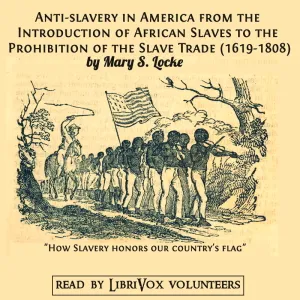 Anti-slavery in America from the
Introduction of African Slaves to the
Prohibition of the Slave Trade (1619-1808)
by Mary S. Locke
"How Slavery honors our country's flag"
read by LibriVox volunteers